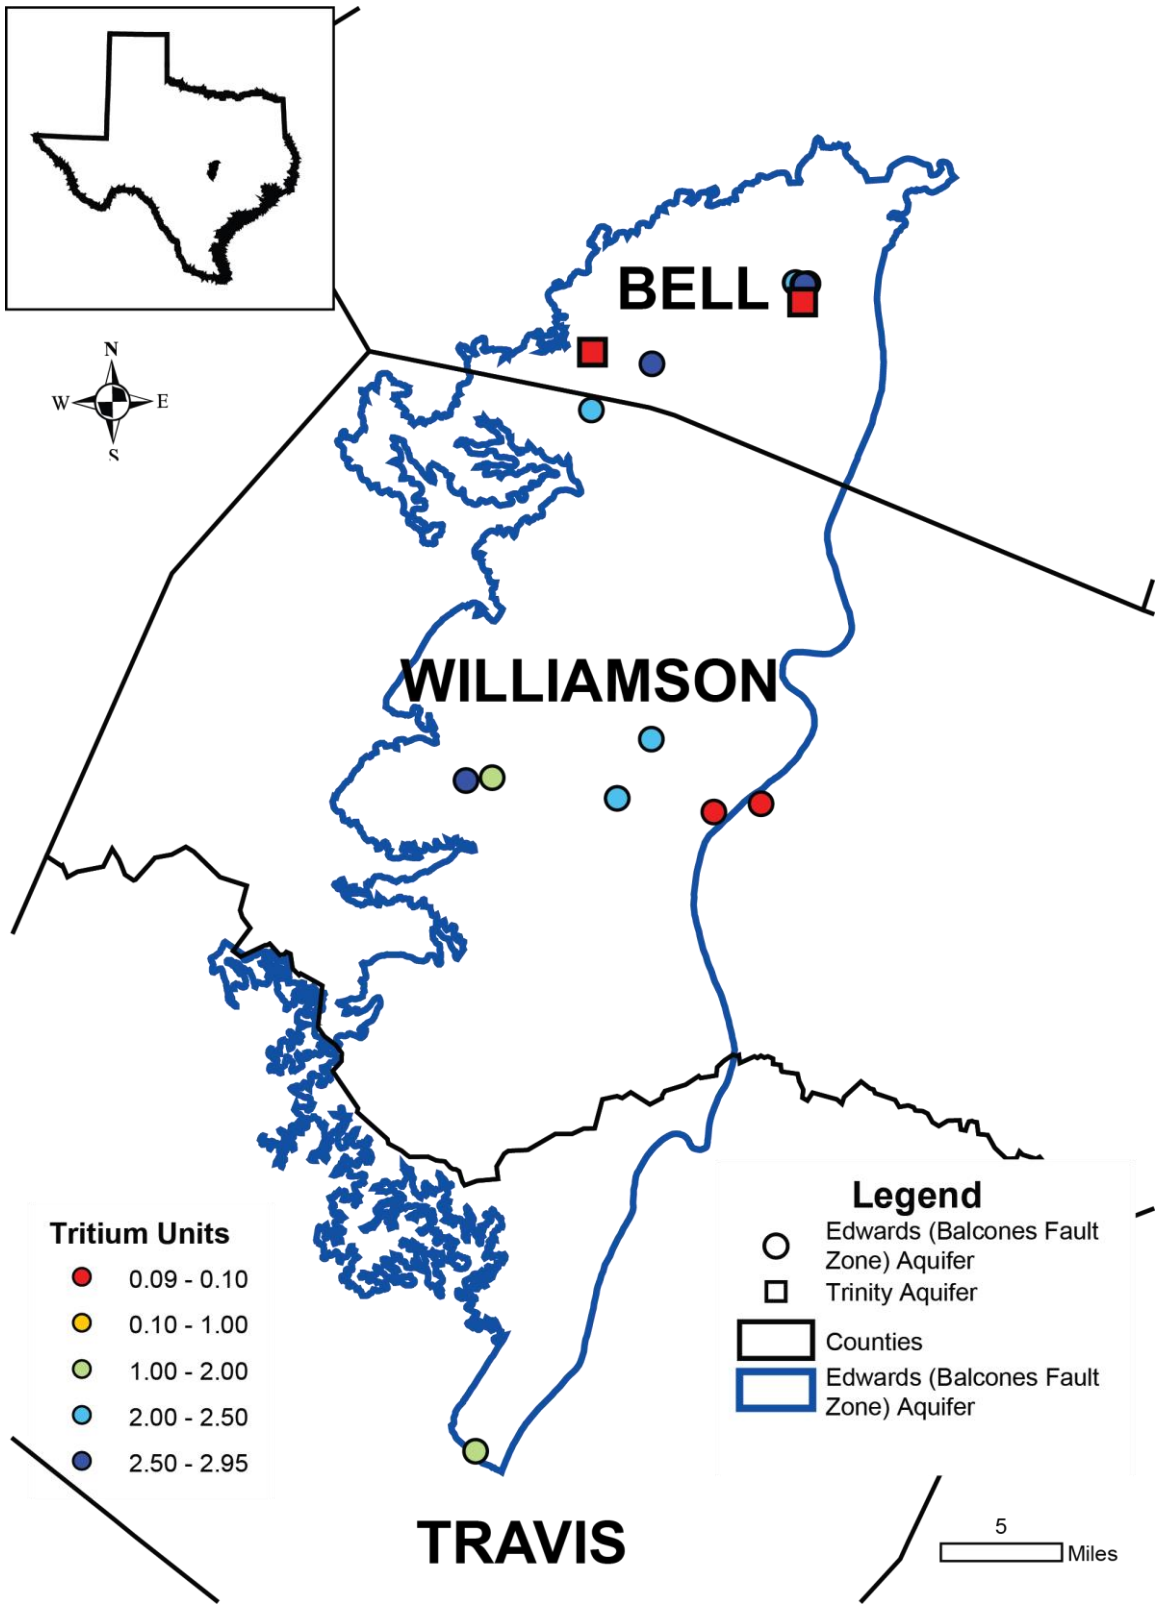 N
W
E
S
BELL
WILLIAMSON
TRAVIS
Tritium Units
0.09 - 0.10
0.10 - 1.00
1.00 - 2.00
2.00 - 2.50
2.50 - 2.95
Legend
Edwards (Balcones Fault
Zone) Aquifer
Trinity Aquifer
Counties
Edwards (Balcones Fault
Zone) Aquifer
5
Miles